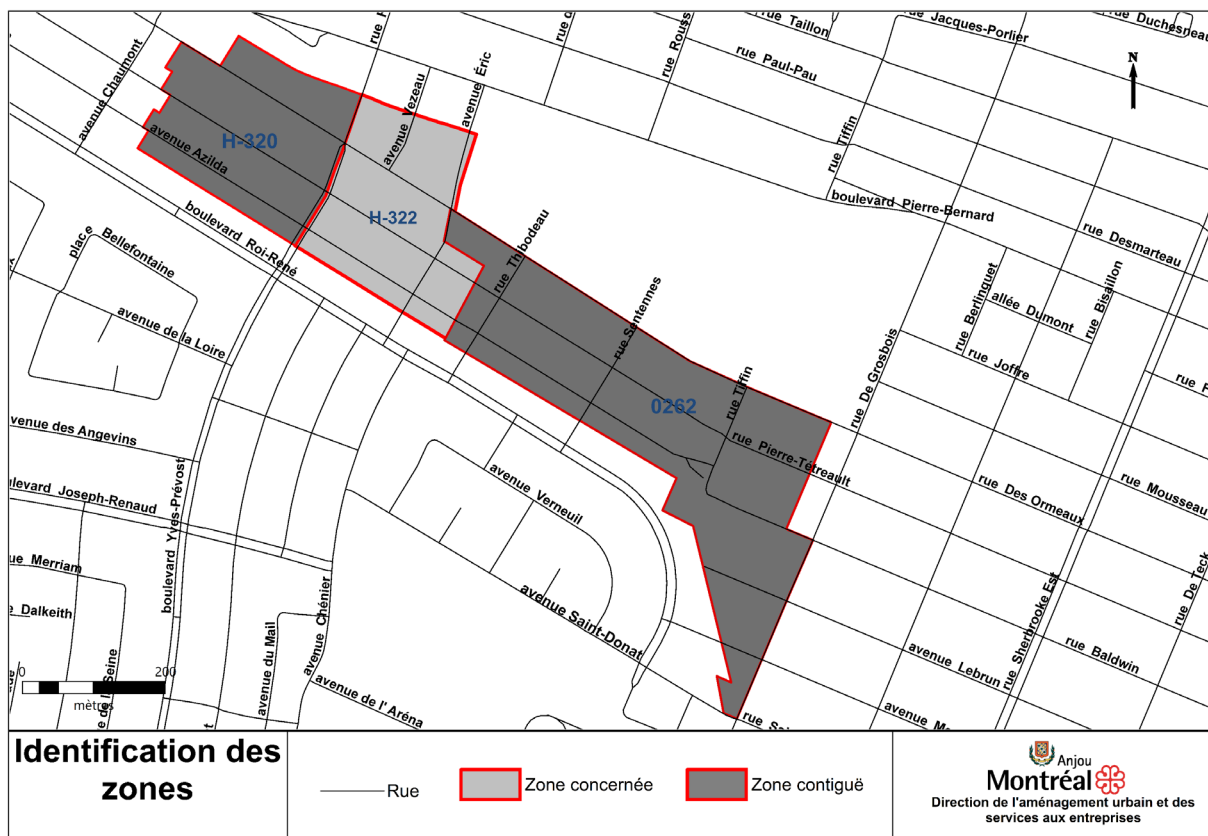 rue Jacques-Porlier
rue Duchesneau
rue Taillon
rue Paul-Pau
rue Rouss
N
avenue Chaumont
avenue Vezeau
avenue Éric
H-320
avenue Azilda
rue Tiffin
boulevard Pierre-Bernard
H-322
boulevard Roi-René
place Bellefontaine
rue Thibodeau
rue Desmarteau
rue Berlinguet
allée Dumont
rue Bisaillon
avenue de la Loire
rue Sentennes
rue De Grosbois
rue Joffre
0262
rue Tiffin
rue Pierre-Tétreault
avenue des Angevins
boulevard Yves-Prévost
avenue Verneuil
rue Des Ormeaux
rue Mousseau
ulevard Joseph-Renaud
ue Merriam
e Dalkeith
avenue Chénier
avenue Saint-Donat
rue Sherbrooke Est
rue De Teck
rue Baldwin
avenue Lebrun
avenue du Mail
0
200
mètres
avenue de l'Aréna
Identification des
zones
Rue
Zone concernée
Zone contiguë
Anjou
Montréal
Direction de l'aménagement urbain et des
services aux entreprises